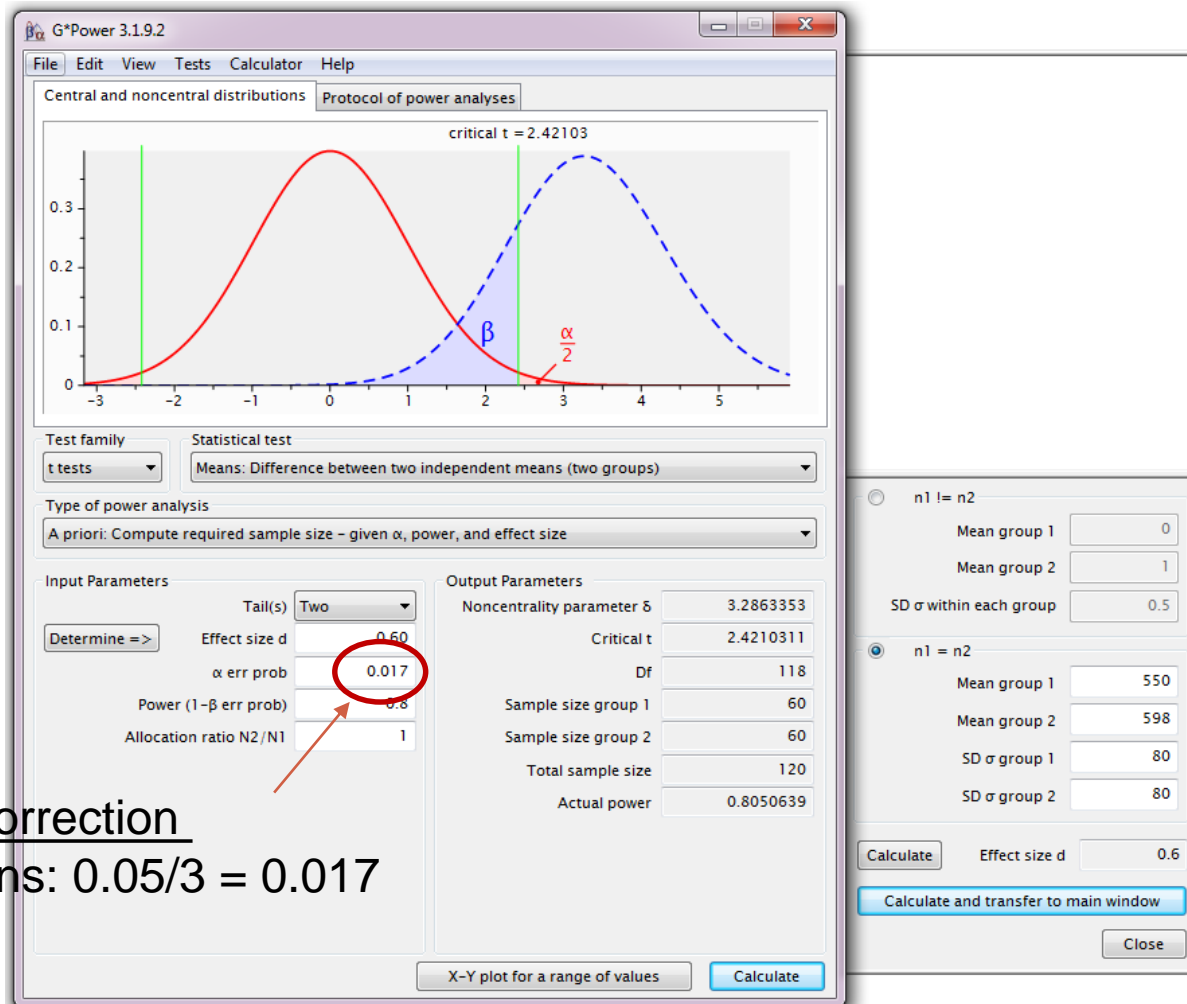 G*Power 3.1.9.2
File Edit View Tests Calculator Help
Central and noncentral distributions Protocol of power analyses
critical t = 2.42103
0.3
0.2
0.1
0
β
α
2
-3 -2 -1 0 1 2 3 4 5
Test family
t tests
Statistical test
Means: Difference between two independent means (two groups)
Type of power analysis
A priori: Compute required sample size – given α, power, and effect size
Input Parameters
Tail(s) Two
Determine => Effect size d 0.60
α err prob 0.017
Power (1-β err prob) 0.8
Allocation ratio N2/N1 1
Output Parameters
Noncentrality parameter δ 3.2863353
Critical t 2.4210311
Df 118
Sample size group 1 60
Sample size group 2 60
Total sample size 120
Actual power 0.8050639
X-Y plot for a range of values Calculate
orrection
ns: 0.05/3 = 0.017
n1 != n2
Mean group 1 0
Mean group 2 1
SD σ within each group 0.5
n1 = n2
Mean group 1 550
Mean group 2 598
SD σ group 1 80
SD σ group 2 80
Calculate Effect size d 0.6
Calculate and transfer to main window
Close